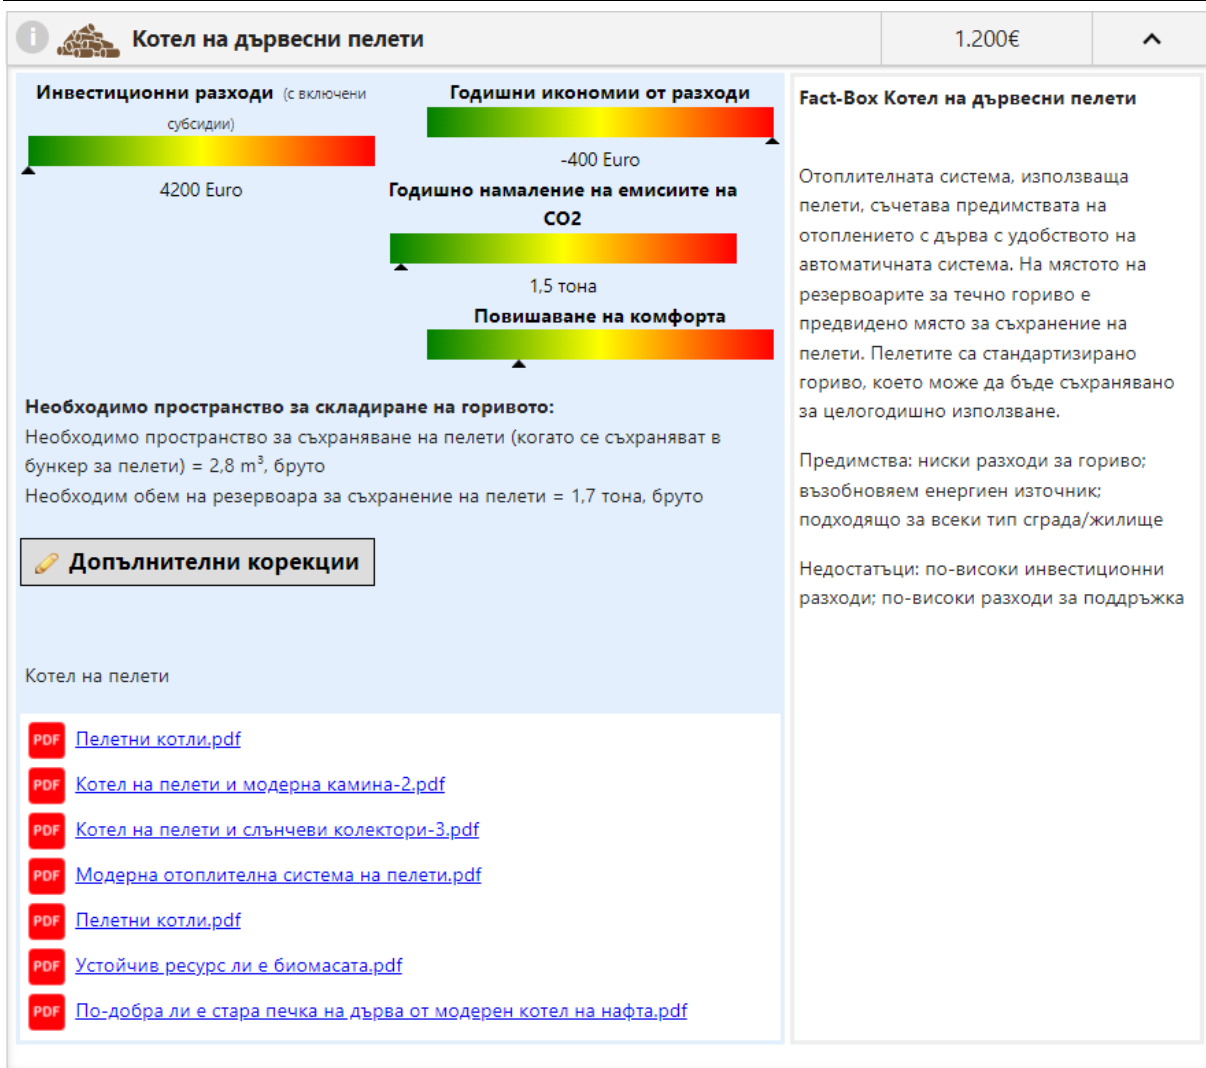 i
Котел на дървесни пелети
1.200€
Инвестиционни разходи (с включени
субсидии)
4200 Euro
Годишни икономии от разходи
-400 Euro
Годишно намаление на емисиите на
CO2
1,5 тона
Повишаване на комфорта
Необходимо пространство за складиране на горивото:
Необходимо пространство за съхраняване на пелети (когато се съхраняват в
бункер за пелети) = 2,8 m³, бруто
Необходим обем на резервоара за съхранение на пелети = 1,7 тона, бруто
Допълнителни корекции
Котел на пелети
PDF Пелетни котли.pdf
PDF Котел на пелети и модерна камина-2.pdf
PDF Котел на пелети и слънчеви колектори-3.pdf
PDF Модерна отоплителна система на пелети.pdf
PDF Пелетни котли.pdf
PDF Устойчив ресурс ли е биомасата.pdf
PDF По-добра ли е стара печка на дърва от модерен котел на нафта.pdf
Fact-Box Котел на дървесни пелети
Отоплителната система, използваща
пелети, съчетава предимствата на
отоплението с дърва с удобството на
автоматичната система. На мястото на
резервоарите за течно гориво е
предвидено място за съхранение на
пелети. Пелетите са стандартизирано
гориво, което може да бъде съхранявано
за целогодишно използване.
Предимства: ниски разходи за гориво;
възобновяем енергиен източник;
подходящо за всеки тип сграда/жилище
Недостатъци: по-високи инвестиционни
разходи; по-високи разходи за поддръжка